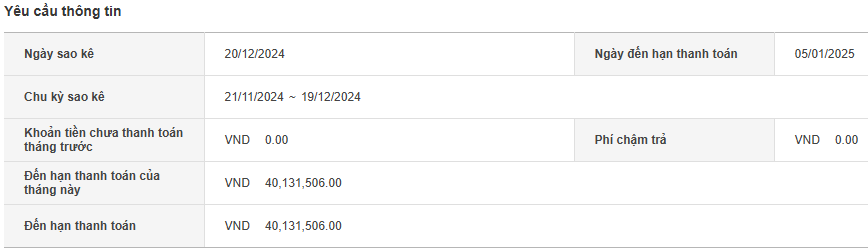 Yêu cầu thông tin
Ngày sao kê 20/12/2024 Ngày đến hạn thanh toán 05/01/2025
Chu kỳ sao kê 21/11/2024 ~ 19/12/2024
Khoản tiền chưa thanh toán
tháng trước VND 0.00 Phí chậm trả VND 0.00
Đến hạn thanh toán của
tháng này VND 40,131,506.00
Đến hạn thanh toán VND 40,131,506.00